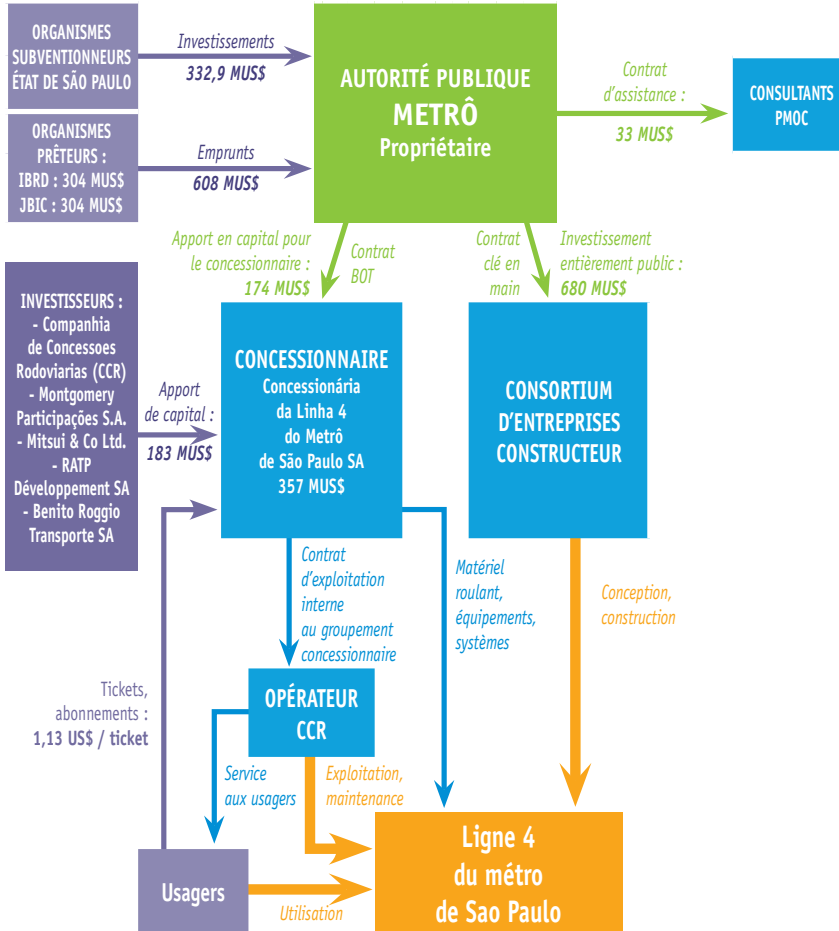 ORGANISMES
SUBVENTIONNEURS
ÉTAT DE SÃO PAULO
Investissements
332,9 MUS$
AUTORITÉ PUBLIQUE
METRÔ
Propriétaire
Contrat
d'assistance :
33 MUS$
CONSULTANTS
PMOC
ORGANISMES
PRÊTEURS :
IBRD : 304 MUS$
JBIC : 304 MUS$
Emprunts
608 MUS$
Apport en capital pour
le concessionnaire :
174 MUS$
Contrat
BOT
Contrat
clé en
main
Investissement
entièrement public :
680 MUS$
INVESTISSEURS :
- Companhia
de Concessoes
Rodoviarias (CCR)
- Montgomery
Participações S.A.
- Mitsui & Co Ltd.
- RATP
Développement SA
- Benito Roggio
Transporte SA
Apport
de capital :
183 MUS$
CONCESSIONNAIRE
Concessionária
da Linha 4
do Metrô
de São Paulo SA
357 MUS$
CONSORTIUM
D'ENTREPRISES
CONSTRUCTEUR
Contrat
d'exploitation
interne
au groupement
concessionnaire
Matériel
roulant,
équipements,
systèmes
Conception,
construction
Tickets,
abonnements :
1,13 US$ / ticket
OPÉRATEUR
CCR
Service
aux usagers
Exploitation,
maintenance
Usagers
Utilisation
Ligne 4
du métro
de Sao Paulo